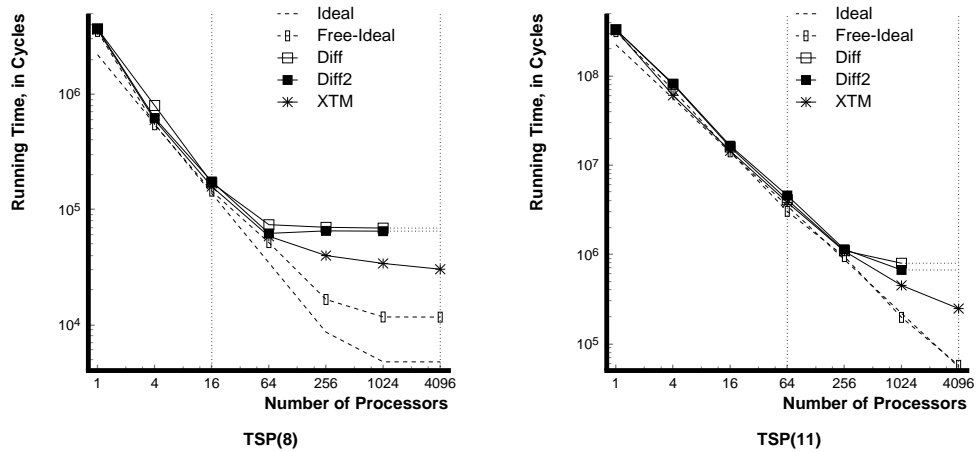 Running Time, in Cycles
10^6
10^5
10^4
1
4
16
64
256
1024
4096
Number of Processors
Ideal
Free-Ideal
Diff
Diff2
XTM
TSP(8)
Running Time, in Cycles
10^8
10^7
10^6
10^5
1
4
16
64
256
1024
4096
Number of Processors
Ideal
Free-Ideal
Diff
Diff2
XTM
TSP(11)